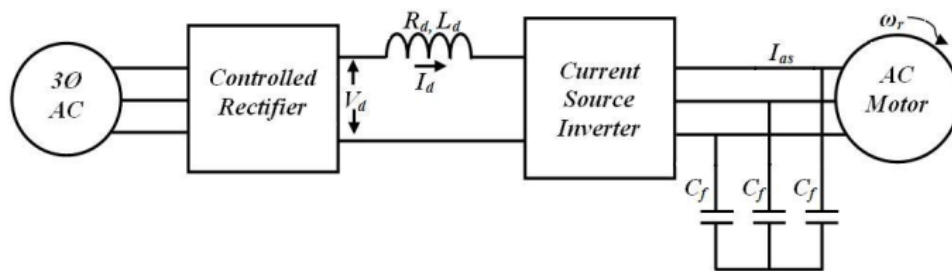 3Ø
AC
Controlled
Rectifier
V_d
R_d, L_d
I_d
Current
Source
Inverter
I_as
ω_r
AC
Motor
C_f
C_f
C_f